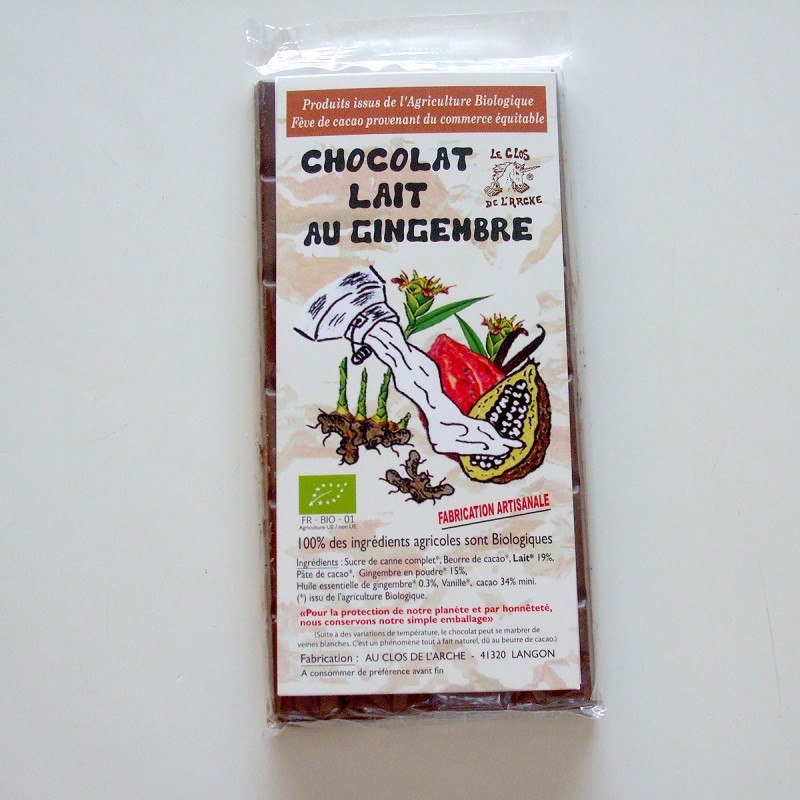 Produits issus de l'Agriculture Biologique
Fève de cacao provenant du commerce équitable
CHOCOLAT
LAIT
AU GINGEMBRE
LE CLOS
®
DE L'ARCHE
FR - BIO - 01
Agriculture UE / non UE
FABRICATION ARTISANALE
100% des ingrédients agricoles sont Biologiques
Ingrédients : Sucre de canne complet*, Beurre de cacao*, Lait* 19%,
Pâte de cacao*, Gingembre en poudre* 15%,
Huile essentielle de gingembre* 0.3%, Vanille*, cacao 34% mini.
(*) issu de l'agriculture Biologique.
«Pour la protection de notre planète et par honnêteté,
nous conservons notre simple emballage»
(Suite à des variations de température, le chocolat peut se marbrer de
veines blanches. C'est un phénomène tout à fait naturel, dû au beurre de cacao.)
Fabrication : AU CLOS DE L'ARCHE - 41320 LANGON
A consommer de préférence avant fin